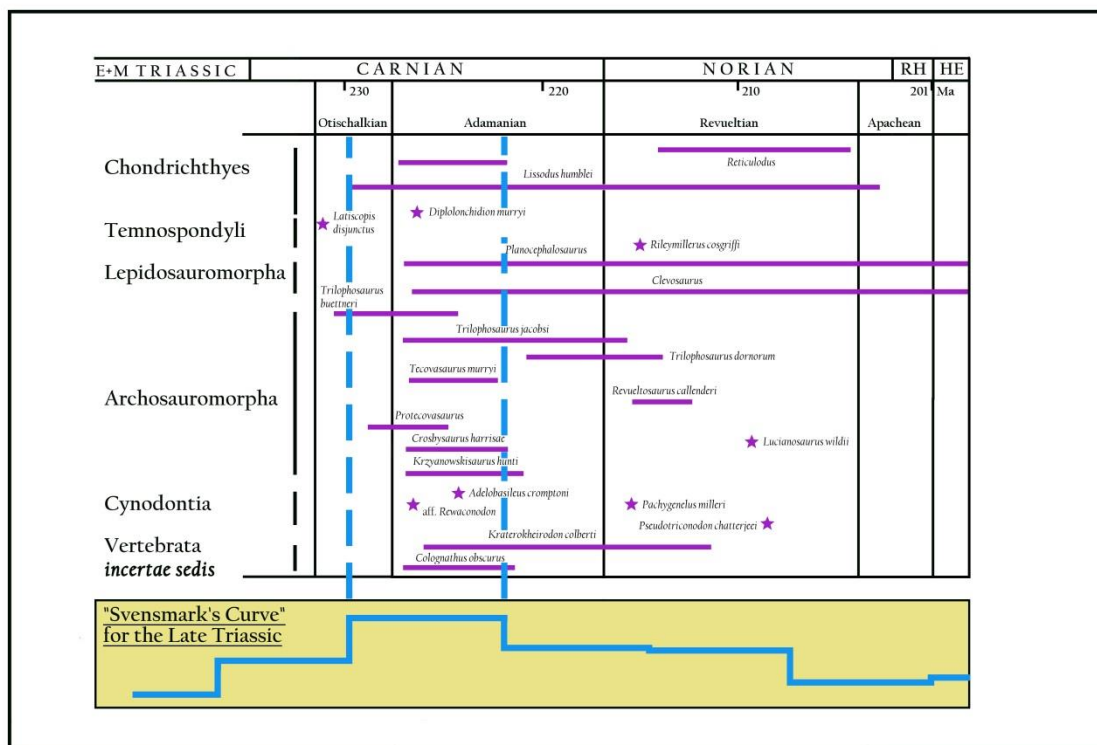 E+M TRIASSIC CARNIAN NORIAN RH HE
230 220 210 201 Ma
Otischalkian Adamanian Revueltian Apachean
Chondrichthyes
Reticulodus
Lissodus humblei
Temnospondyli
Latiscopis
disjunctus
Diplolonchidion murryi
Rileymillerus cosgriffi
Lepidosauromorpha
Planocephalosaurus
Clevosaurus
Archosauromorpha
Trilophosaurus
buettneri
Trilophosaurus jacobsi
Trilophosaurus dornorum
Tecovasaurus murryi
Revueltosaurus callenderi
Protecovasaurus
Crosbysaurus harrisae
Lucianosaurus wildii
Krzyanowskisaurus hunti
Cynodontia
Adelobasileus cromptoni
aff. Rewaconodon
Pachygenelus milleri
Pseudotriconodon chatterjeei
Vertebrata
incertae sedis
Kraterokheirodon colberti
Colognathus obscurus
"Svensmark's Curve"
for the Late Triassic